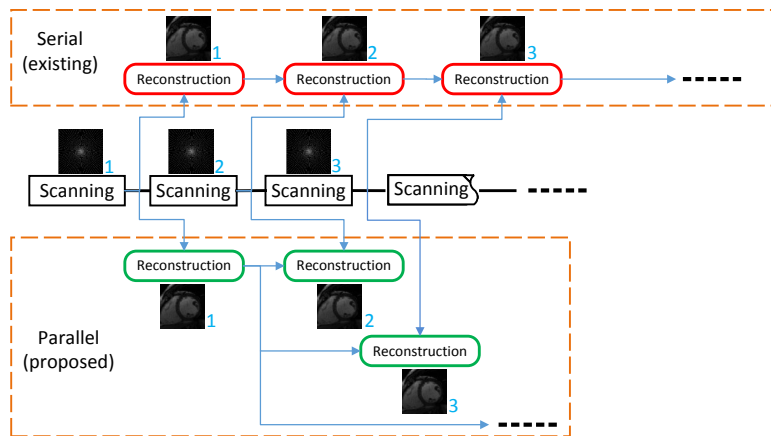 Serial
(existing)
1
2
3
Reconstruction
Reconstruction
Reconstruction
1
2
3
Scanning
Scanning
Scanning
Scanning
Reconstruction
Reconstruction
1
2
Parallel
(proposed)
Reconstruction
3